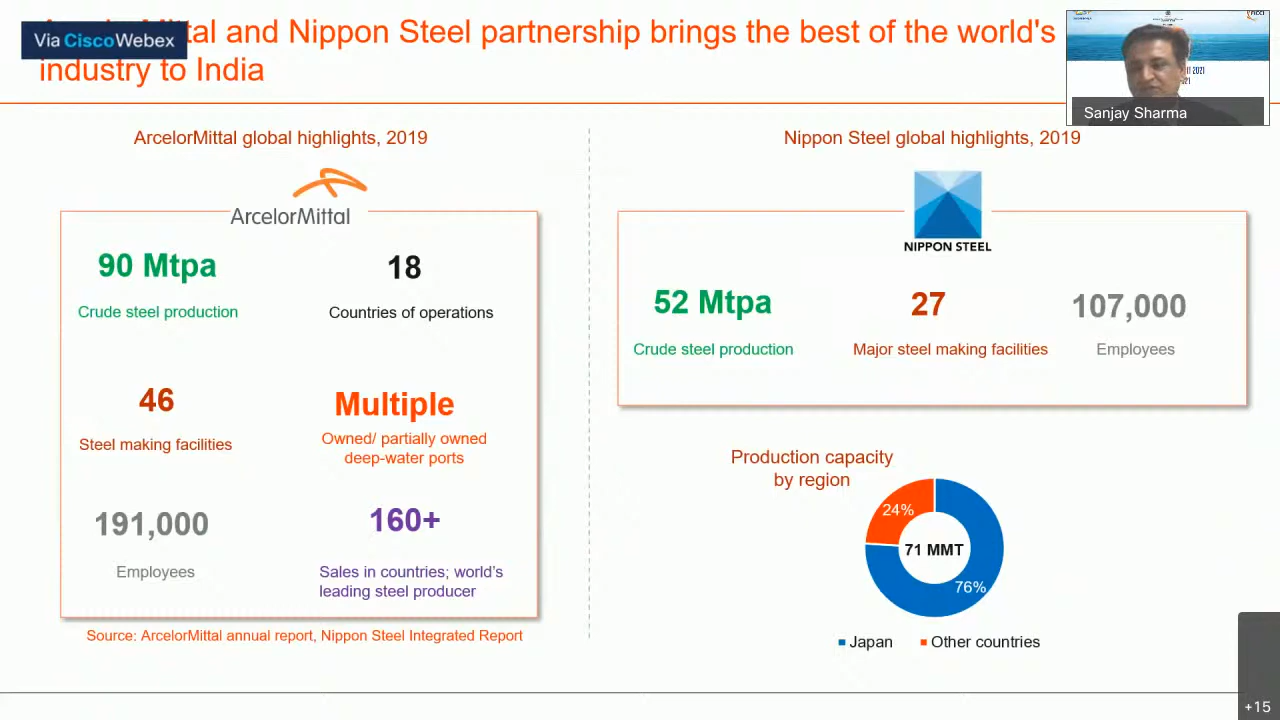 tal and Nippon Steel partnership brings the best of the world's
industry to India
Via CiscoWebex
Sanjay Sharma
ArcelorMittal global highlights, 2019
ArcelorMittal
90 Mtpa
Crude steel production
18
Countries of operations
46
Steel making facilities
Multiple
Owned/ partially owned
deep-water ports
191,000
Employees
160+
Sales in countries; world's
leading steel producer
Source: ArcelorMittal annual report, Nippon Steel Integrated Report
Nippon Steel global highlights, 2019
NIPPON STEEL
52 Mtpa
Crude steel production
27
Major steel making facilities
107,000
Employees
Production capacity
by region
24%
71 MMT
76%
Japan
Other countries
+15